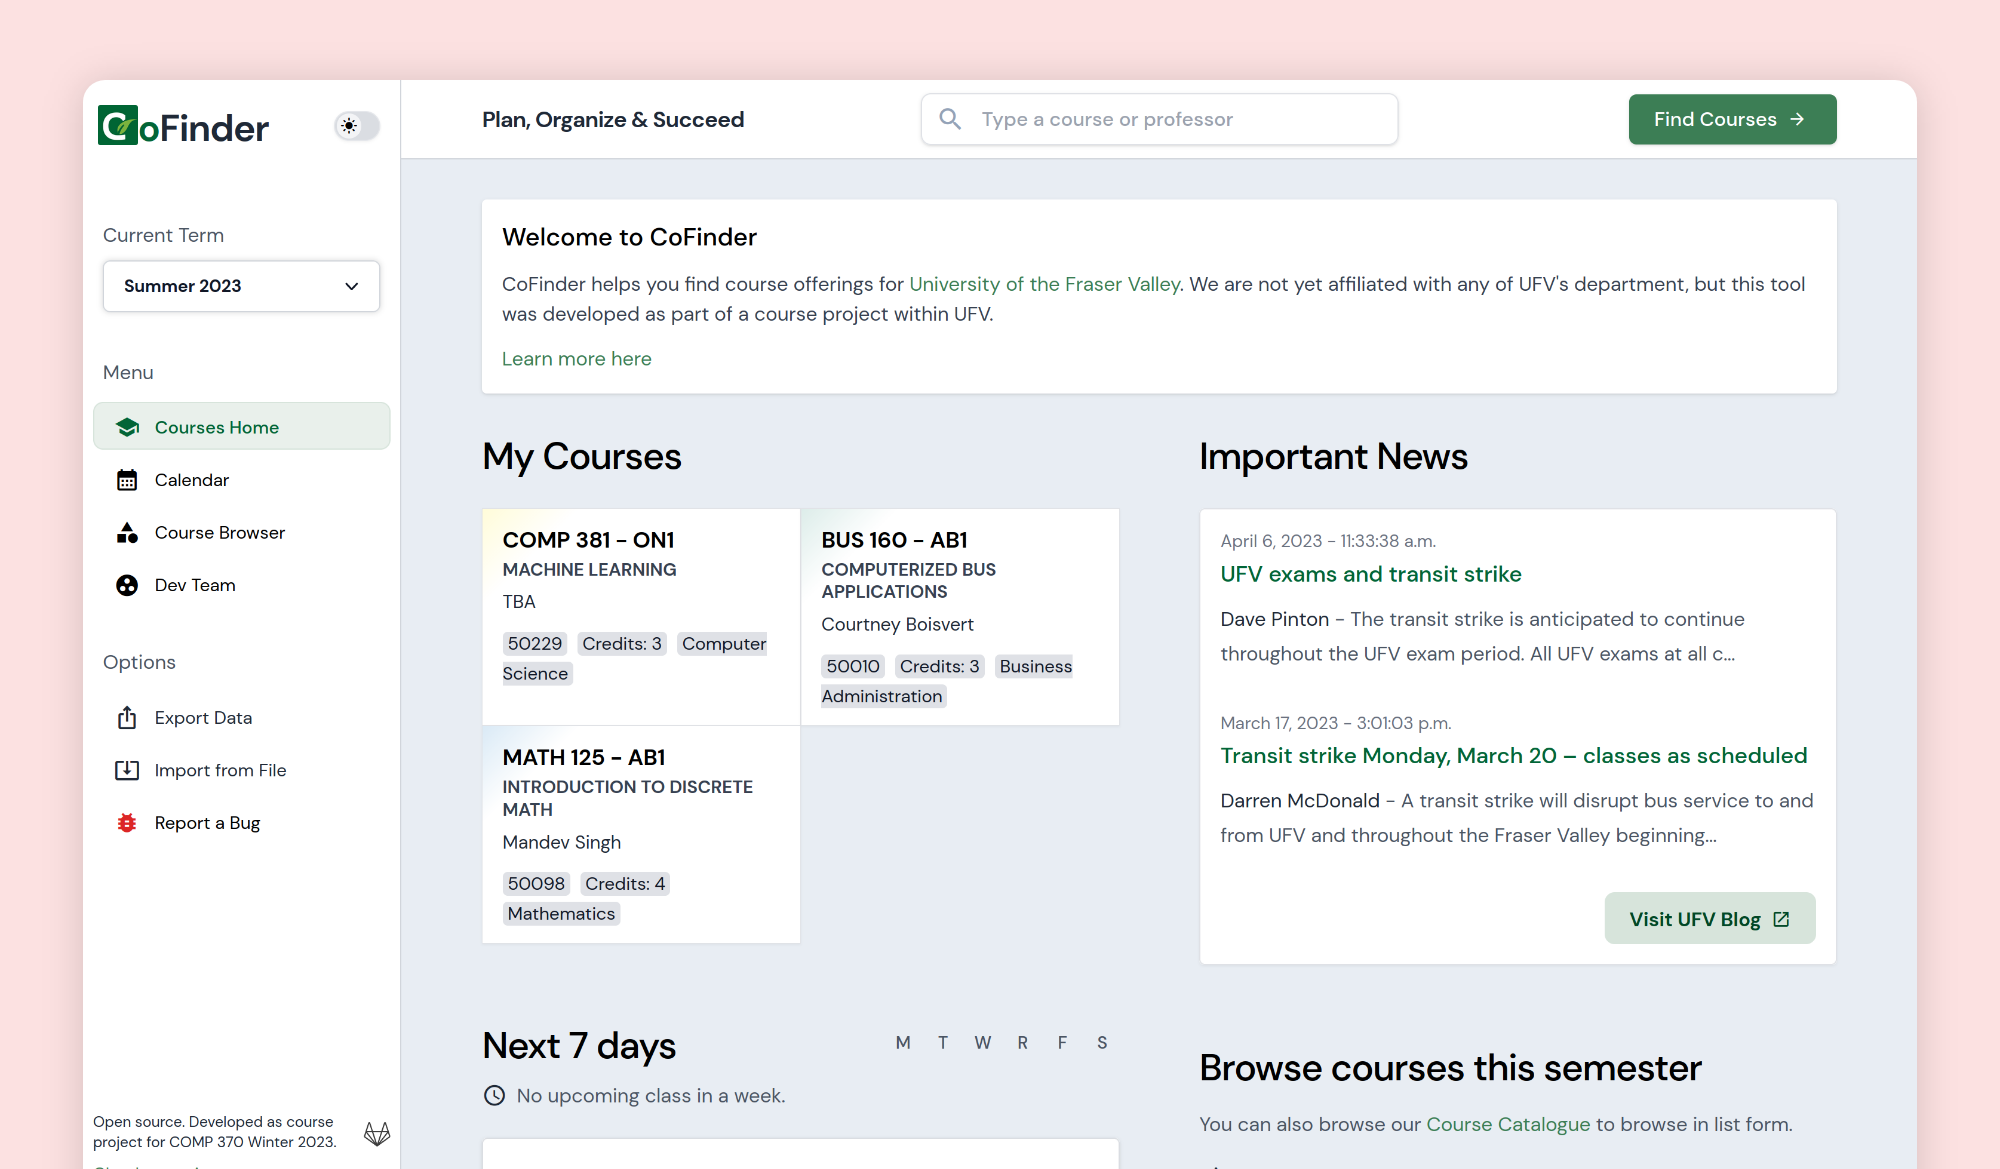 CoFinder
Current Term
Summer 2023
Menu
Courses Home
Calendar
Course Browser
Dev Team
Options
Export Data
Import from File
Report a Bug
Open source. Developed as course
project for COMP 370 Winter 2023.
Plan, Organize & Succeed
Type a course or professor
Find Courses
Welcome to CoFinder
CoFinder helps you find course offerings for University of the Fraser Valley. We are not yet affiliated with any of UFV's department, but this tool
was developed as part of a course project within UFV.
Learn more here
My Courses
COMP 381 - ON1
MACHINE LEARNING
TBA
50229 Credits: 3 Computer
Science
BUS 160 - AB1
COMPUTERIZED BUS
APPLICATIONS
Courtney Boisvert
50010 Credits: 3 Business
Administration
MATH 125 - AB1
INTRODUCTION TO DISCRETE
MATH
Mandev Singh
50098 Credits: 4
Mathematics
Important News
April 6, 2023 - 11:33:38 a.m.
UFV exams and transit strike
Dave Pinton - The transit strike is anticipated to continue
throughout the UFV exam period. All UFV exams at all c...
March 17, 2023 - 3:01:03 p.m.
Transit strike Monday, March 20 – classes as scheduled
Darren McDonald - A transit strike will disrupt bus service to and
from UFV and throughout the Fraser Valley beginning...
Visit UFV Blog
Next 7 days
M T W R F S
No upcoming class in a week.
Browse courses this semester
You can also browse our Course Catalogue to browse in list form.